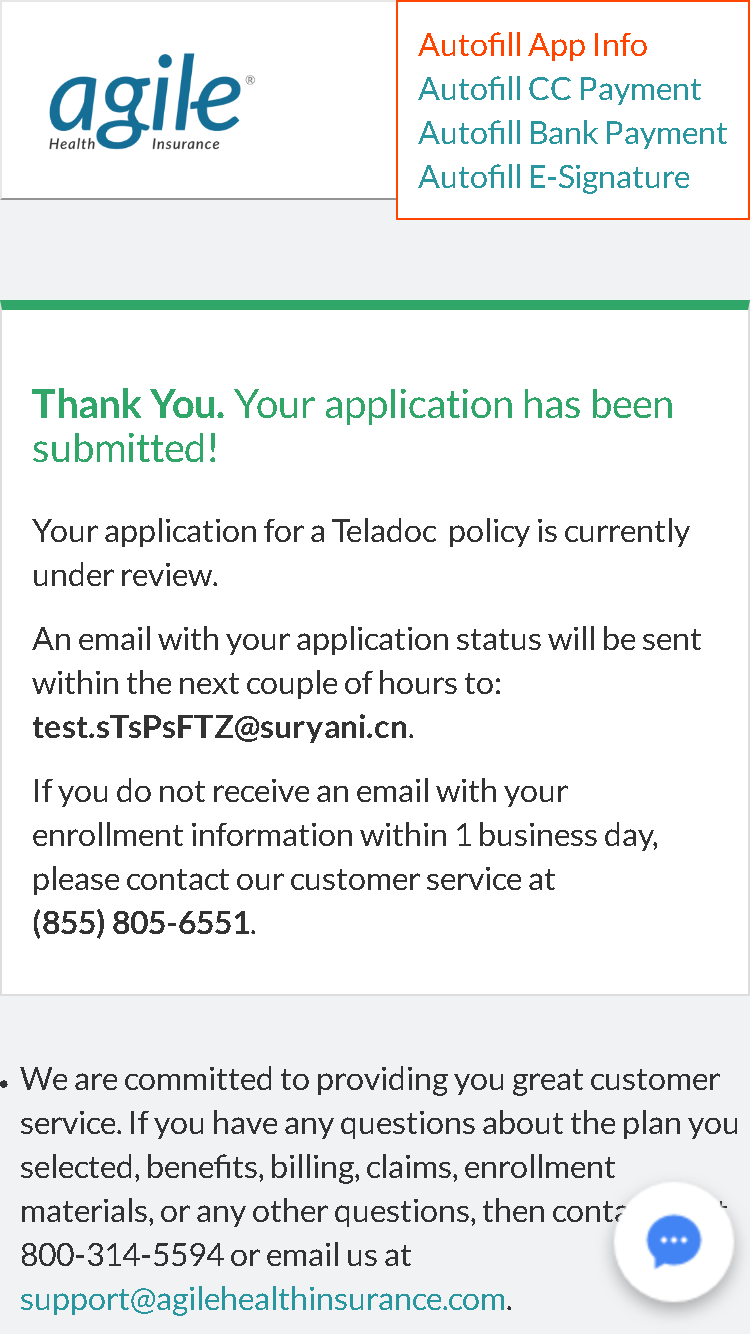 agile®
Health Insurance
Autofill App Info
Autofill CC Payment
Autofill Bank Payment
Autofill E-Signature
Thank You. Your application has been
submitted!
Your application for a Teladoc policy is currently
under review.
An email with your application status will be sent
within the next couple of hours to:
test.sTsPsFTZ@suryani.cn.
If you do not receive an email with your
enrollment information within 1 business day,
please contact our customer service at
(855) 805-6551.
• We are committed to providing you great customer
service. If you have any questions about the plan you
selected, benefits, billing, claims, enrollment
materials, or any other questions, then
800-314-5594 or email us at
support@agilehealthinsurance.com.